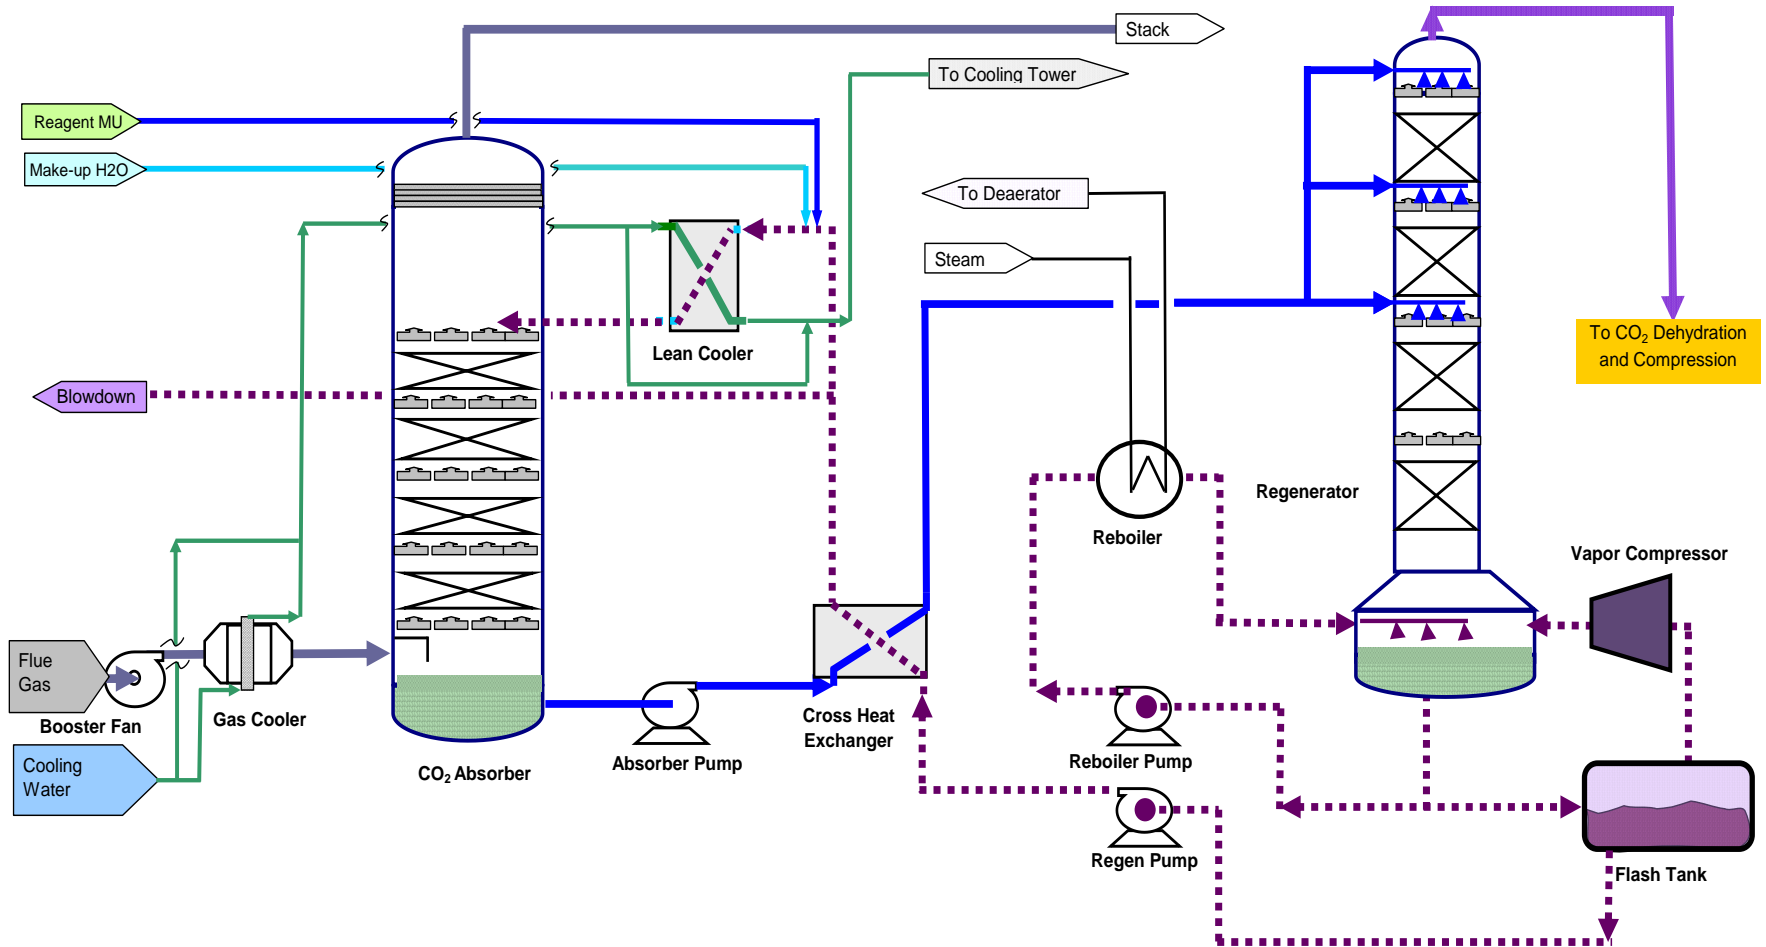 Stack
To Cooling Tower
Reagent MU
Make-up H2O
To Deaerator
Steam
Lean Cooler
To CO₂ Dehydration
and Compression
Blowdown
Regenerator
Reboiler
Vapor Compressor
Flue
Gas
Booster Fan
Gas Cooler
Cross Heat
Exchanger
Cooling
Water
CO₂ Absorber
Absorber Pump
Reboiler Pump
Regen Pump
Flash Tank